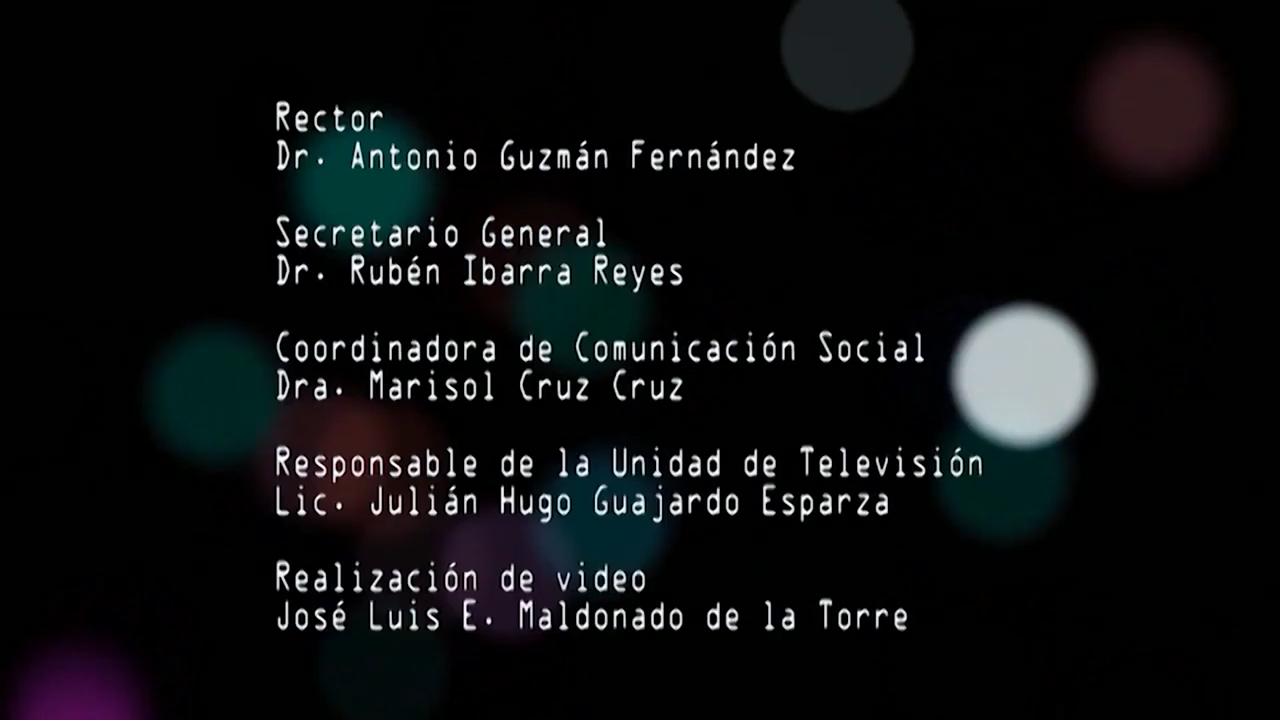 Rector
Dr. Antonio Guzmán Fernández
Secretario General
Dr. Rubén Ibarra Reyes
Coordinadora de Comunicación Social
Dra. Marisol Cruz Cruz
Responsable de la Unidad de Televisión
Lic. Julián Hugo Guajardo Esparza
Realización de video
José Luis E. Maldonado de la Torre